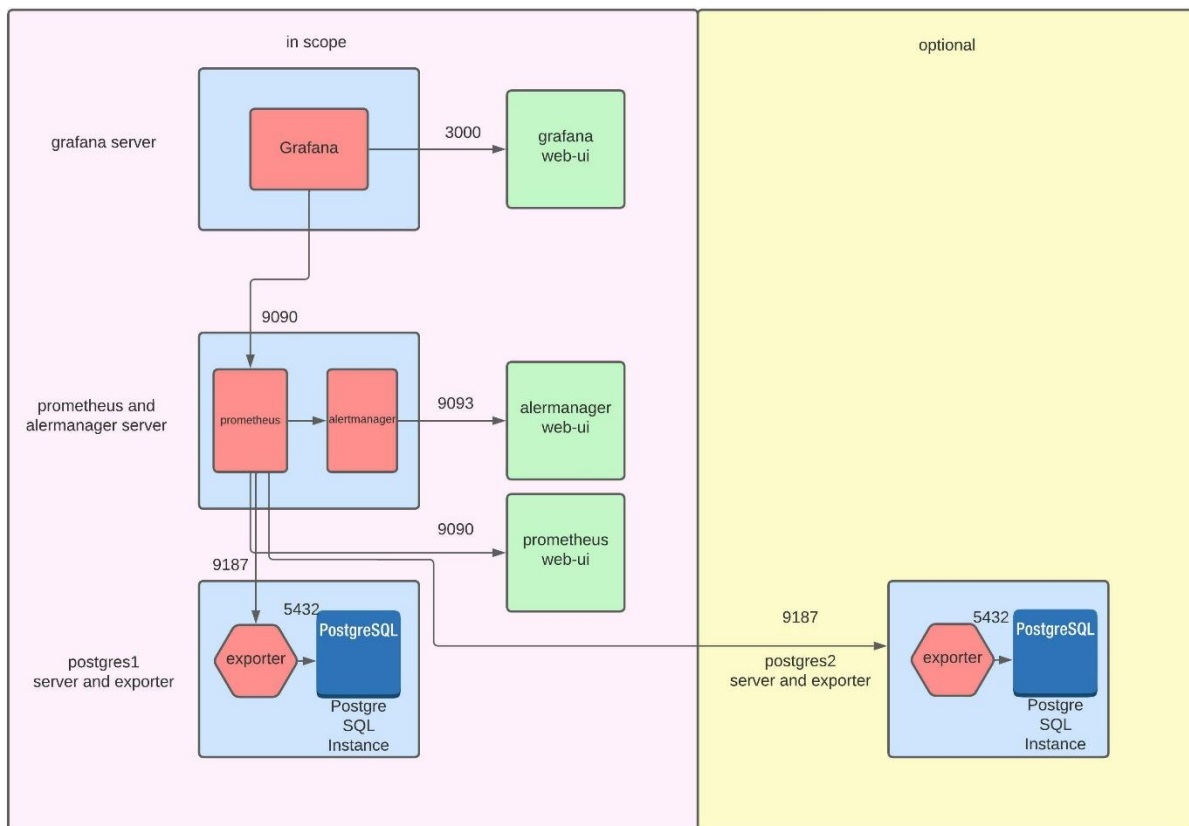 in scope
optional
grafana server
Grafana
3000
grafana
web-ui
9090
prometheus and
alermanager server
prometheus
alertmanager
9093
alermanager
web-ui
9090
prometheus
web-ui
9187
postgres1
server and exporter
exporter
5432
PostgreSQL
Postgre
SQL
Instance
9187
postgres2
server and exporter
exporter
5432
PostgreSQL
Postgre
SQL
Instance